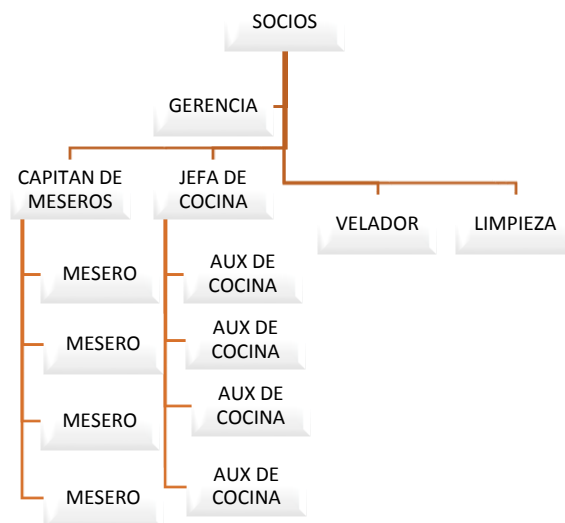 SOCIOS
GERENCIA
CAPITAN DE
MESEROS
JEFA DE
COCINA
VELADOR
LIMPIEZA
MESERO
MESERO
MESERO
MESERO
AUX DE
COCINA
AUX DE
COCINA
AUX DE
COCINA
AUX DE
COCINA